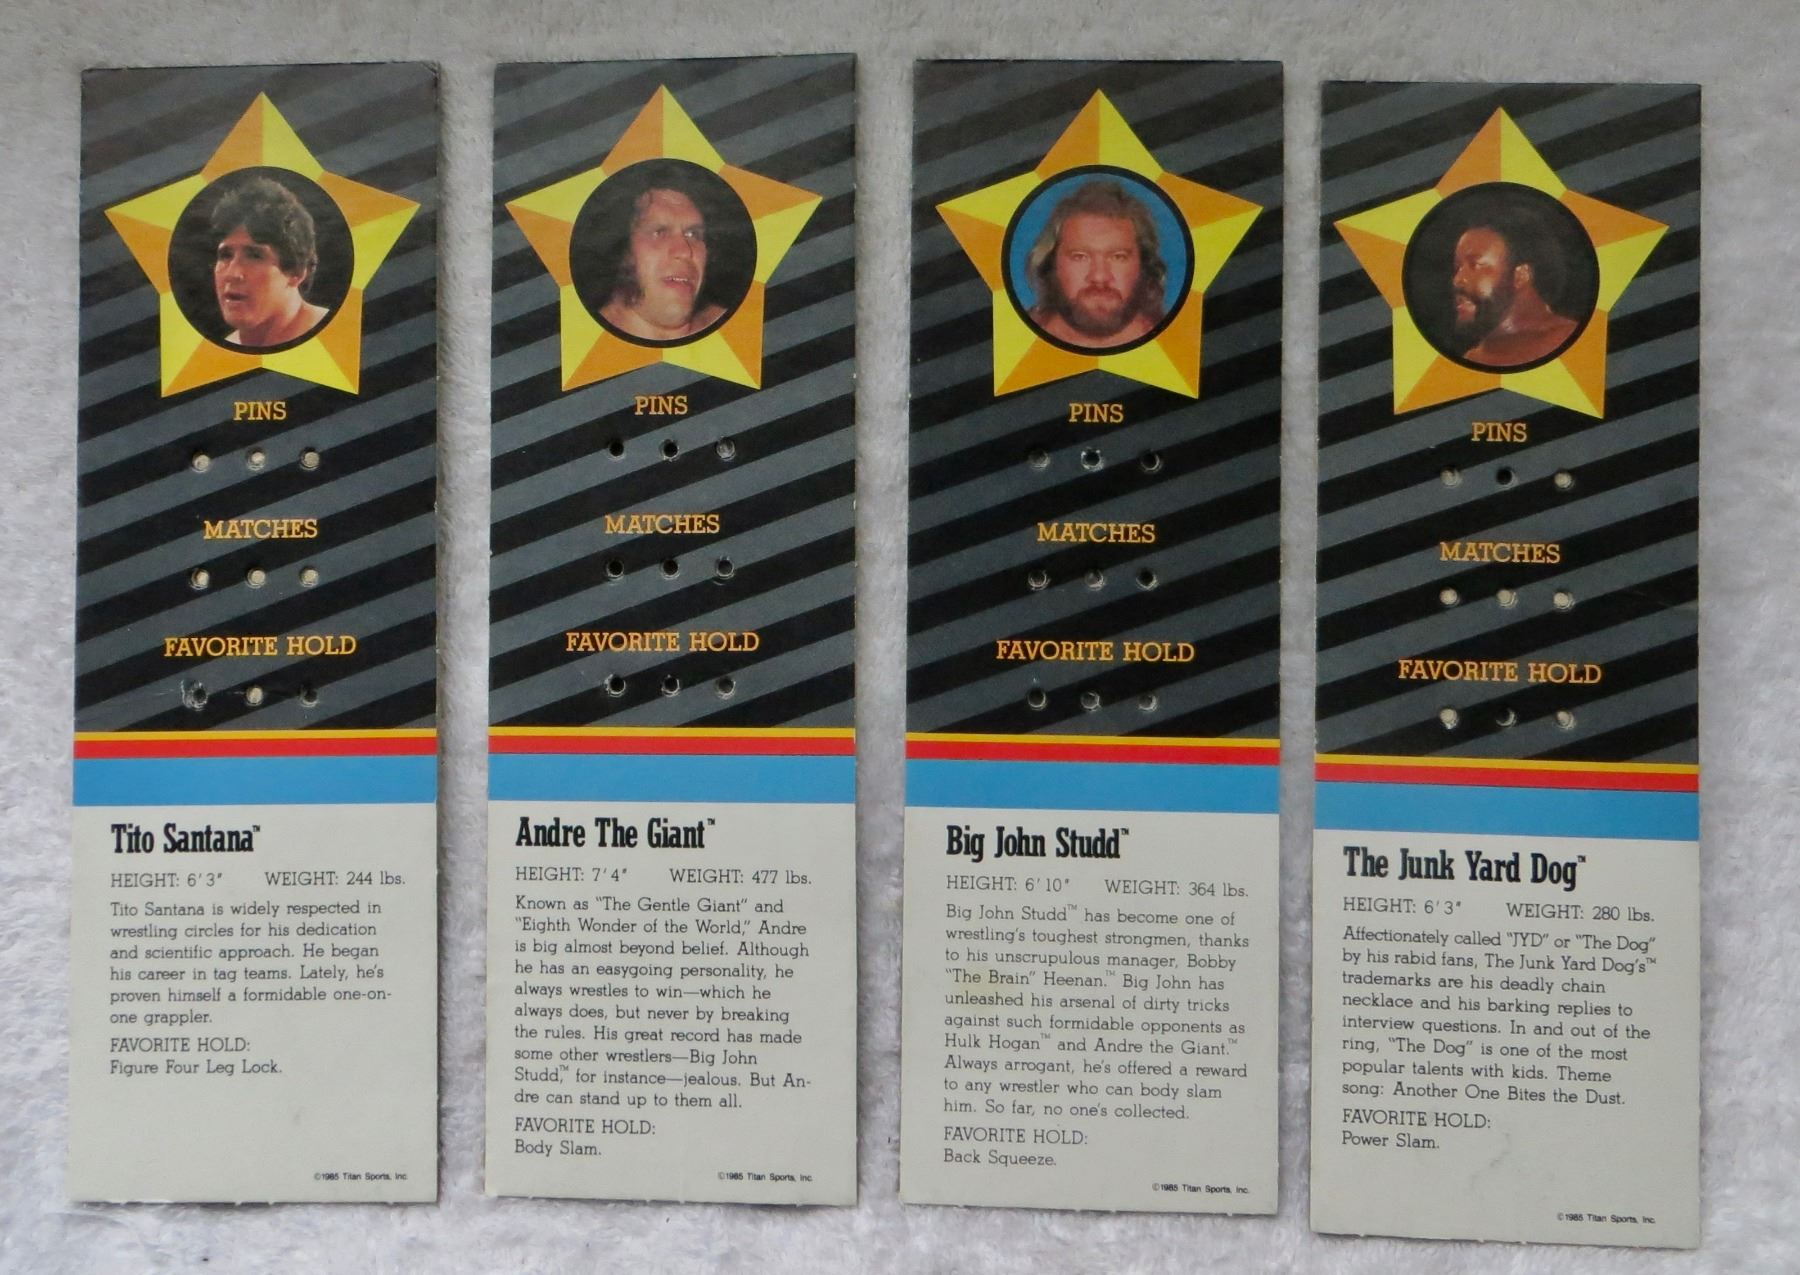 PINS
MATCHES
FAVORITE HOLD
Tito Santana™
HEIGHT: 6'3" WEIGHT: 244 lbs.
Tito Santana is widely respected in
wrestling circles for his dedication
and scientific approach. He began
his career in tag teams. Lately, he's
proven himself a formidable one-on-
one grappler.
FAVORITE HOLD:
Figure Four Leg Lock.
©1985 Titan Sports, Inc.
PINS
MATCHES
FAVORITE HOLD
Andre The Giant™
HEIGHT: 7'4" WEIGHT: 477 lbs.
Known as "The Gentle Giant" and
"Eighth Wonder of the World," Andre
is big almost beyond belief. Although
he has an easygoing personality, he
always wrestles to win—which he
always does, but never by breaking
the rules. His great record has made
some other wrestlers—Big John
Studd,™ for instance—jealous. But An-
dre can stand up to them all.
FAVORITE HOLD:
Body Slam.
©1985 Titan Sports, Inc.
PINS
MATCHES
FAVORITE HOLD
Big John Studd™
HEIGHT: 6'10" WEIGHT: 364 lbs.
Big John Studd™ has become one of
wrestling's toughest strongmen, thanks
to his unscrupulous manager, Bobby
"The Brain" Heenan.™ Big John has
unleashed his arsenal of dirty tricks
against such formidable opponents as
Hulk Hogan™ and Andre the Giant.™
Always arrogant, he's offered a reward
to any wrestler who can body slam
him. So far, no one's collected.
FAVORITE HOLD:
Back Squeeze.
©1985 Titan Sports, Inc.
PINS
MATCHES
FAVORITE HOLD
The Junk Yard Dog™
HEIGHT: 6'3" WEIGHT: 280 lbs.
Affectionately called "JYD" or "The Dog"
by his rabid fans, The Junk Yard Dog's™
trademarks are his deadly chain
necklace and his barking replies to
interview questions. In and out of the
ring, "The Dog" is one of the most
popular talents with kids. Theme
song: Another One Bites the Dust.
FAVORITE HOLD:
Power Slam.
©1985 Titan Sports, Inc.